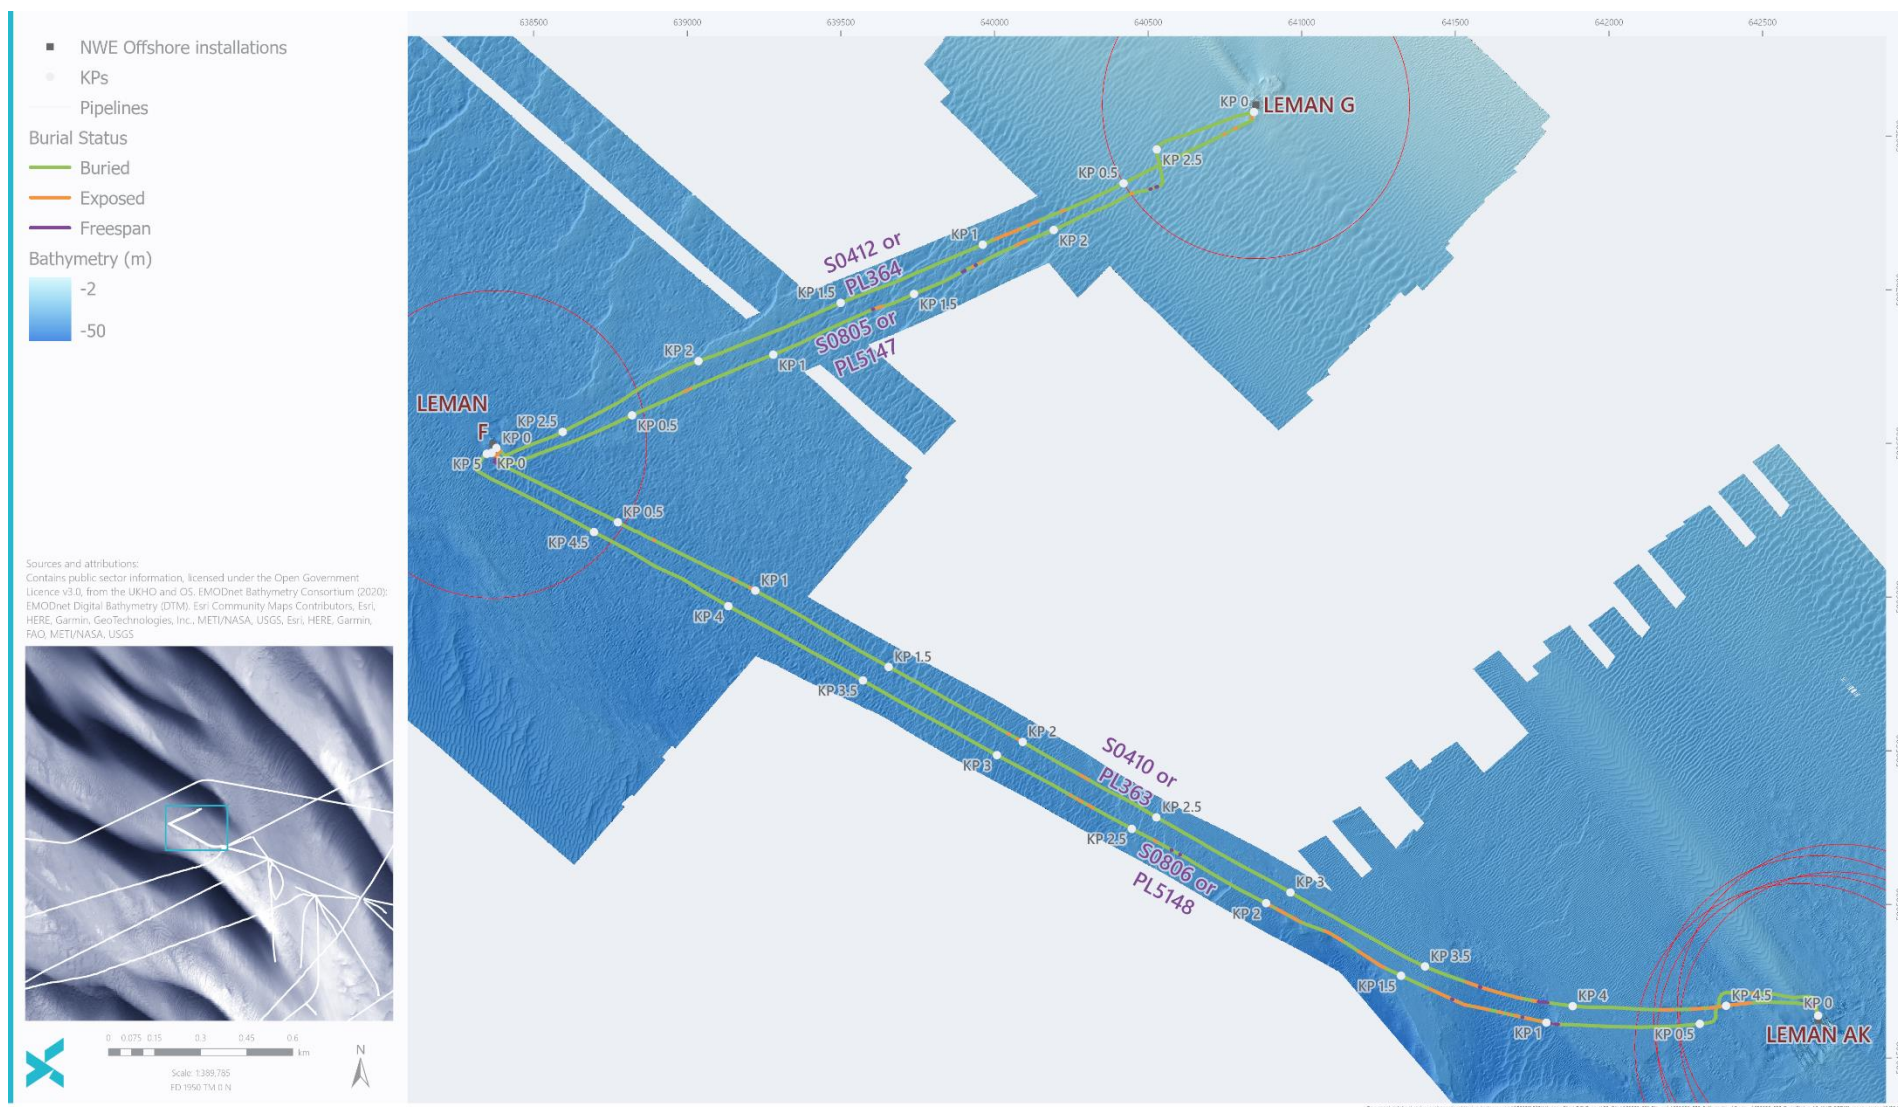 638500
639000
639500
640000
640500
641000
641500
642000
642500
NWE Offshore installations
KPs
Pipelines
Burial Status
Buried
Exposed
Freespan
Bathymetry (m)
-2
-50
Sources and attributions:
Contains public sector information, licensed under the Open Government
Licence v3.0, from the UKHO and OS. EMODnet Bathymetry Consortium (2020):
EMODnet Digital Bathymetry (DTM). Esri Community Maps Contributors, Esri,
HERE, Garmin, GeoTechnologies, Inc., METI/NASA, USGS, Esri, HERE, Garmin,
FAO, METI/NASA, USGS
0 0.075 0.15 0.3 0.45 0.6
km
Scale: 1:389,785
ED 1950 TM 0 N
N
KP 0
LEMAN G
KP 2.5
KP 0.5
KP 1
KP 2
S0412 or
PL364
KP 1.5
KP 1.5
S0805 or
PL5147
KP 2
KP 1
LEMAN
F
KP 2.5
KP 0.5
KP 0
KP 5
KP 0
KP 0.5
KP 4.5
KP 1
KP 4
KP 1.5
KP 3.5
KP 2
KP 3
S0410 or
PL363
KP 2.5
KP 2.5
S0806 or
PL5148
KP 3
KP 2
KP 3.5
KP 1.5
KP 4
KP 1
KP 4.5
KP 0
KP 0.5
LEMAN AK